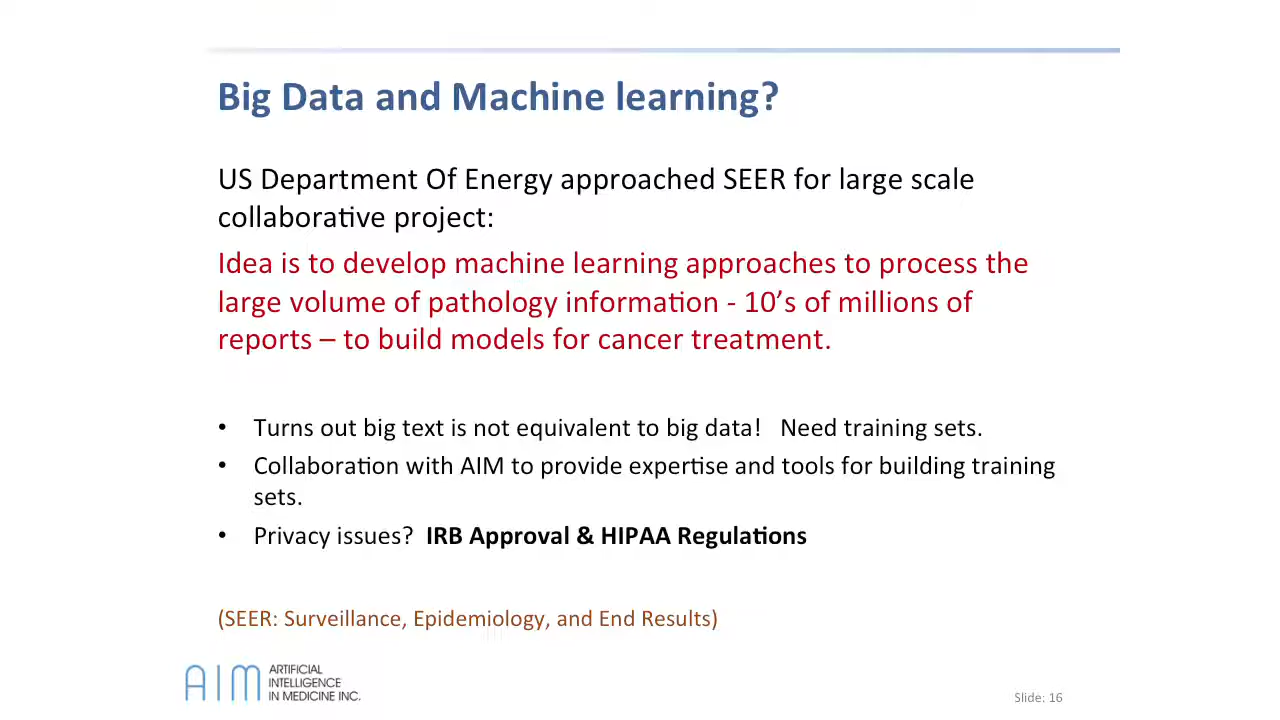 Big Data and Machine learning?
US Department Of Energy approached SEER for large scale
collaborative project:
Idea is to develop machine learning approaches to process the
large volume of pathology information - 10’s of millions of
reports – to build models for cancer treatment.
• Turns out big text is not equivalent to big data! Need training sets.
• Collaboration with AIM to provide expertise and tools for building training
sets.
• Privacy issues? IRB Approval & HIPAA Regulations
(SEER: Surveillance, Epidemiology, and End Results)
AIM
ARTIFICIAL
INTELLIGENCE
IN MEDICINE INC.
Slide: 16